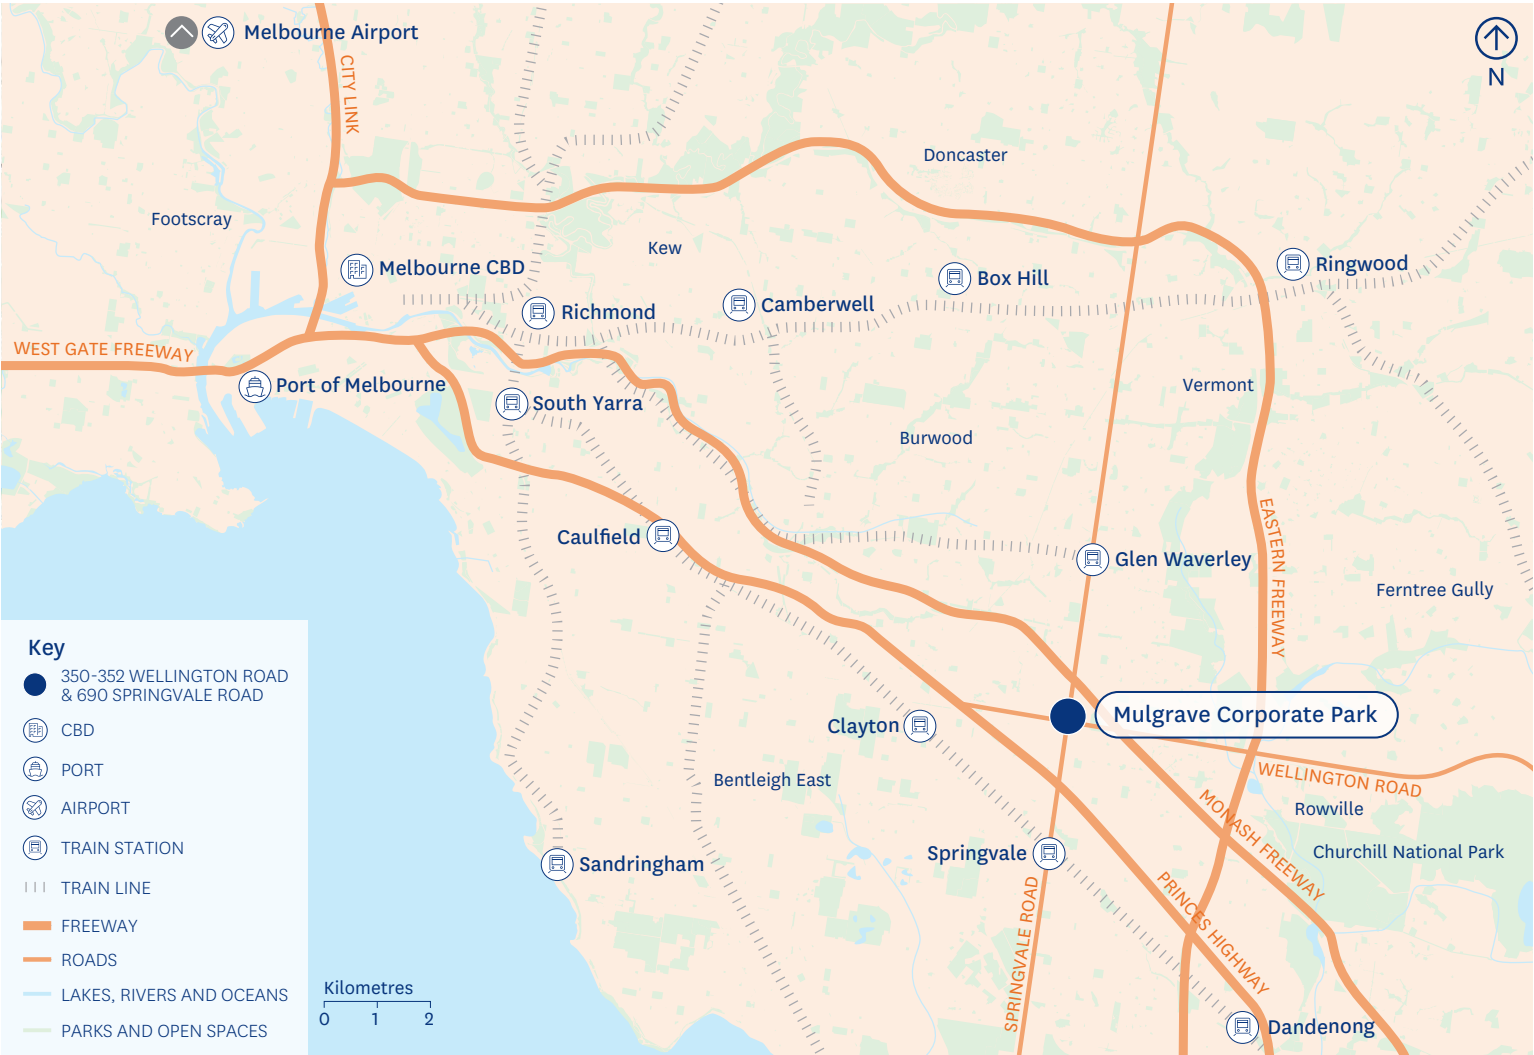 Melbourne Airport
N
CITY LINK
Doncaster
Footscray
Kew
Melbourne CBD
Ringwood
Box Hill
Richmond
Camberwell
WEST GATE FREEWAY
Port of Melbourne
Vermont
South Yarra
Burwood
Caulfield
Glen Waverley
EASTERN FREEWAY
Ferntree Gully
Key
350-352 WELLINGTON ROAD
& 690 SPRINGVALE ROAD
CBD
PORT
AIRPORT
TRAIN STATION
TRAIN LINE
FREEWAY
ROADS
LAKES, RIVERS AND OCEANS
PARKS AND OPEN SPACES
Mulgrave Corporate Park
Clayton
Bentleigh East
WELLINGTON ROAD
MONASH FREEWAY
Rowville
Churchill National Park
Springvale
Sandringham
PRINCES HIGHWAY
SPRINGVALE ROAD
Kilometres
0 1 2
Dandenong